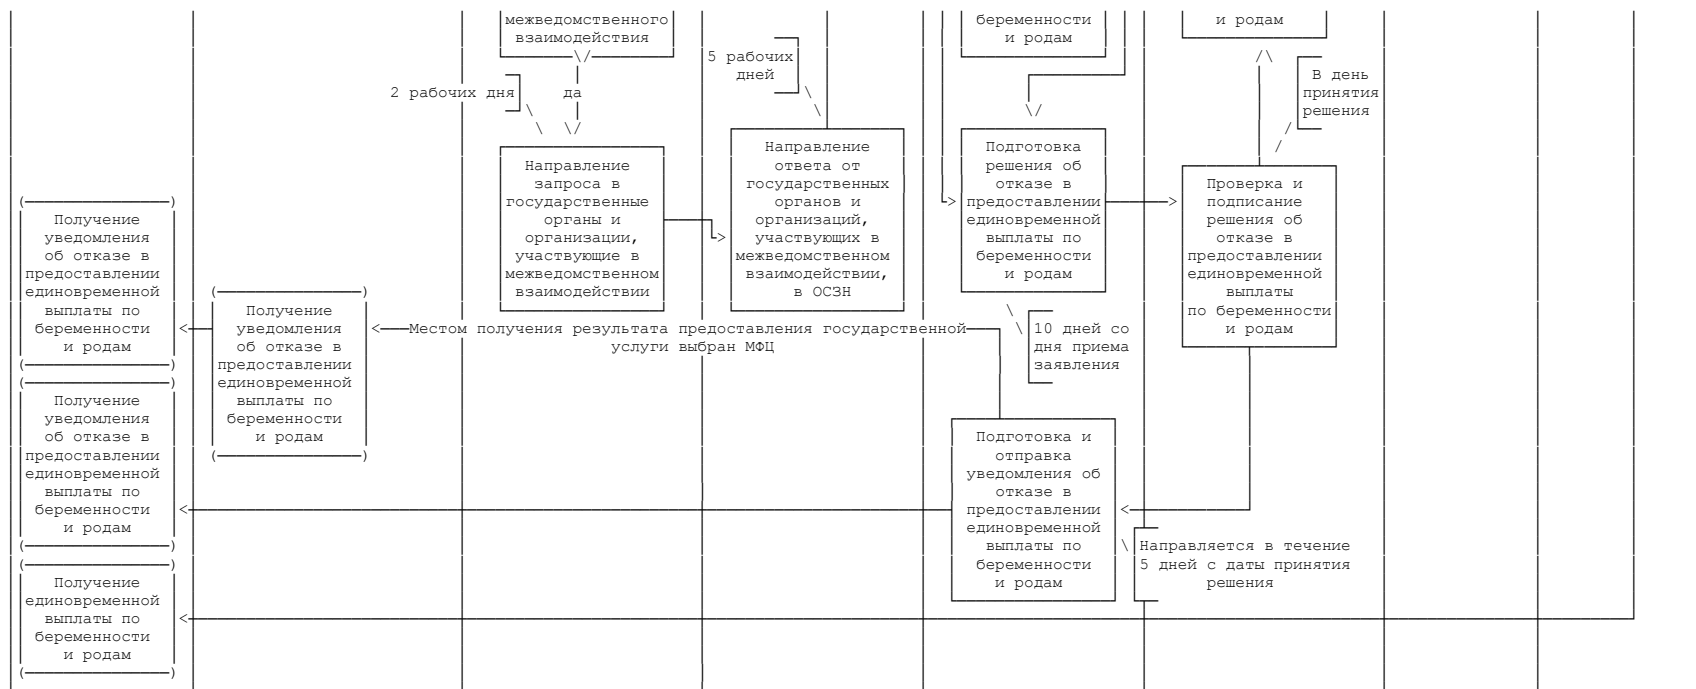 межведомственного
взаимодействия
беременности
и родам
и родам
5 рабочих
дней
2 рабочих дня
да
В день
принятия
решения
Направление
запроса в
государственные
органы и
организации,
участвующие в
межведомственном
взаимодействии
Направление
ответа от
государственных
органов и
организаций,
участвующих в
межведомственном
взаимодействии,
в ОСЗН
Подготовка
решения об
отказе в
предоставлении
единовременной
выплаты по
беременности
и родам
Проверка и
подписание
решения об
отказе в
предоставлении
единовременной
выплаты
по беременности
и родам
Получение
уведомления
об отказе в
предоставлении
единовременной
выплаты по
беременности
и родам
Получение
уведомления
об отказе в
предоставлении
единовременной
выплаты по
беременности
и родам
Местом получения результата предоставления государственной
услуги выбран МФЦ
10 дней со
дня приема
заявления
Получение
уведомления
об отказе в
предоставлении
единовременной
выплаты по
беременности
и родам
Подготовка и
отправка
уведомления об
отказе в
предоставлении
единовременной
выплаты по
беременности
и родам
Направляется в течение
5 дней с даты принятия
решения
Получение
единовременной
выплаты по
беременности
и родам